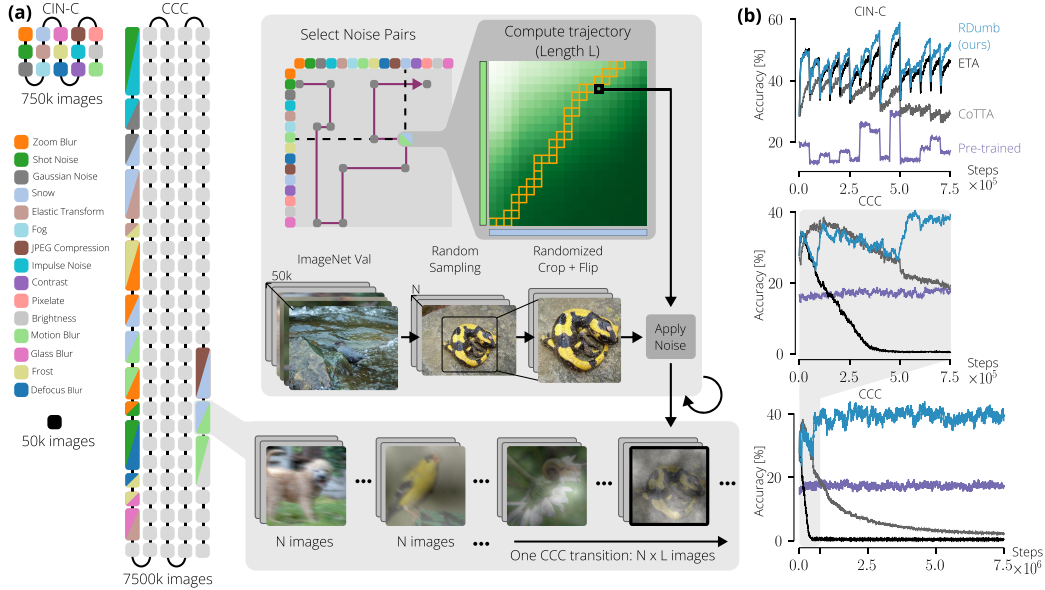 (a)
CIN-C
CCC
750k images
Zoom Blur
Shot Noise
Gaussian Noise
Snow
Elastic Transform
Fog
JPEG Compression
Impulse Noise
Contrast
Pixelate
Brightness
Motion Blur
Glass Blur
Frost
Defocus Blur
50k images
7500k images
Select Noise Pairs
Compute trajectory
(Length L)
ImageNet Val
Random
Sampling
Randomized
Crop + Flip
50k
N
Apply
Noise
N images
N images
One CCC transition: N x L images
(b)
CIN-C
Accuracy [%]
60
40
20
RDumb
(ours)
ETA
CoTTA
Pre-trained
0.0
2.5
5.0
7.5
Steps
×10⁵
CCC
Accuracy [%]
40
20
0
0.0
2.5
5.0
7.5
Steps
×10⁵
CCC
Accuracy [%]
40
20
0
0.0
2.5
5.0
7.5
Steps
×10⁶